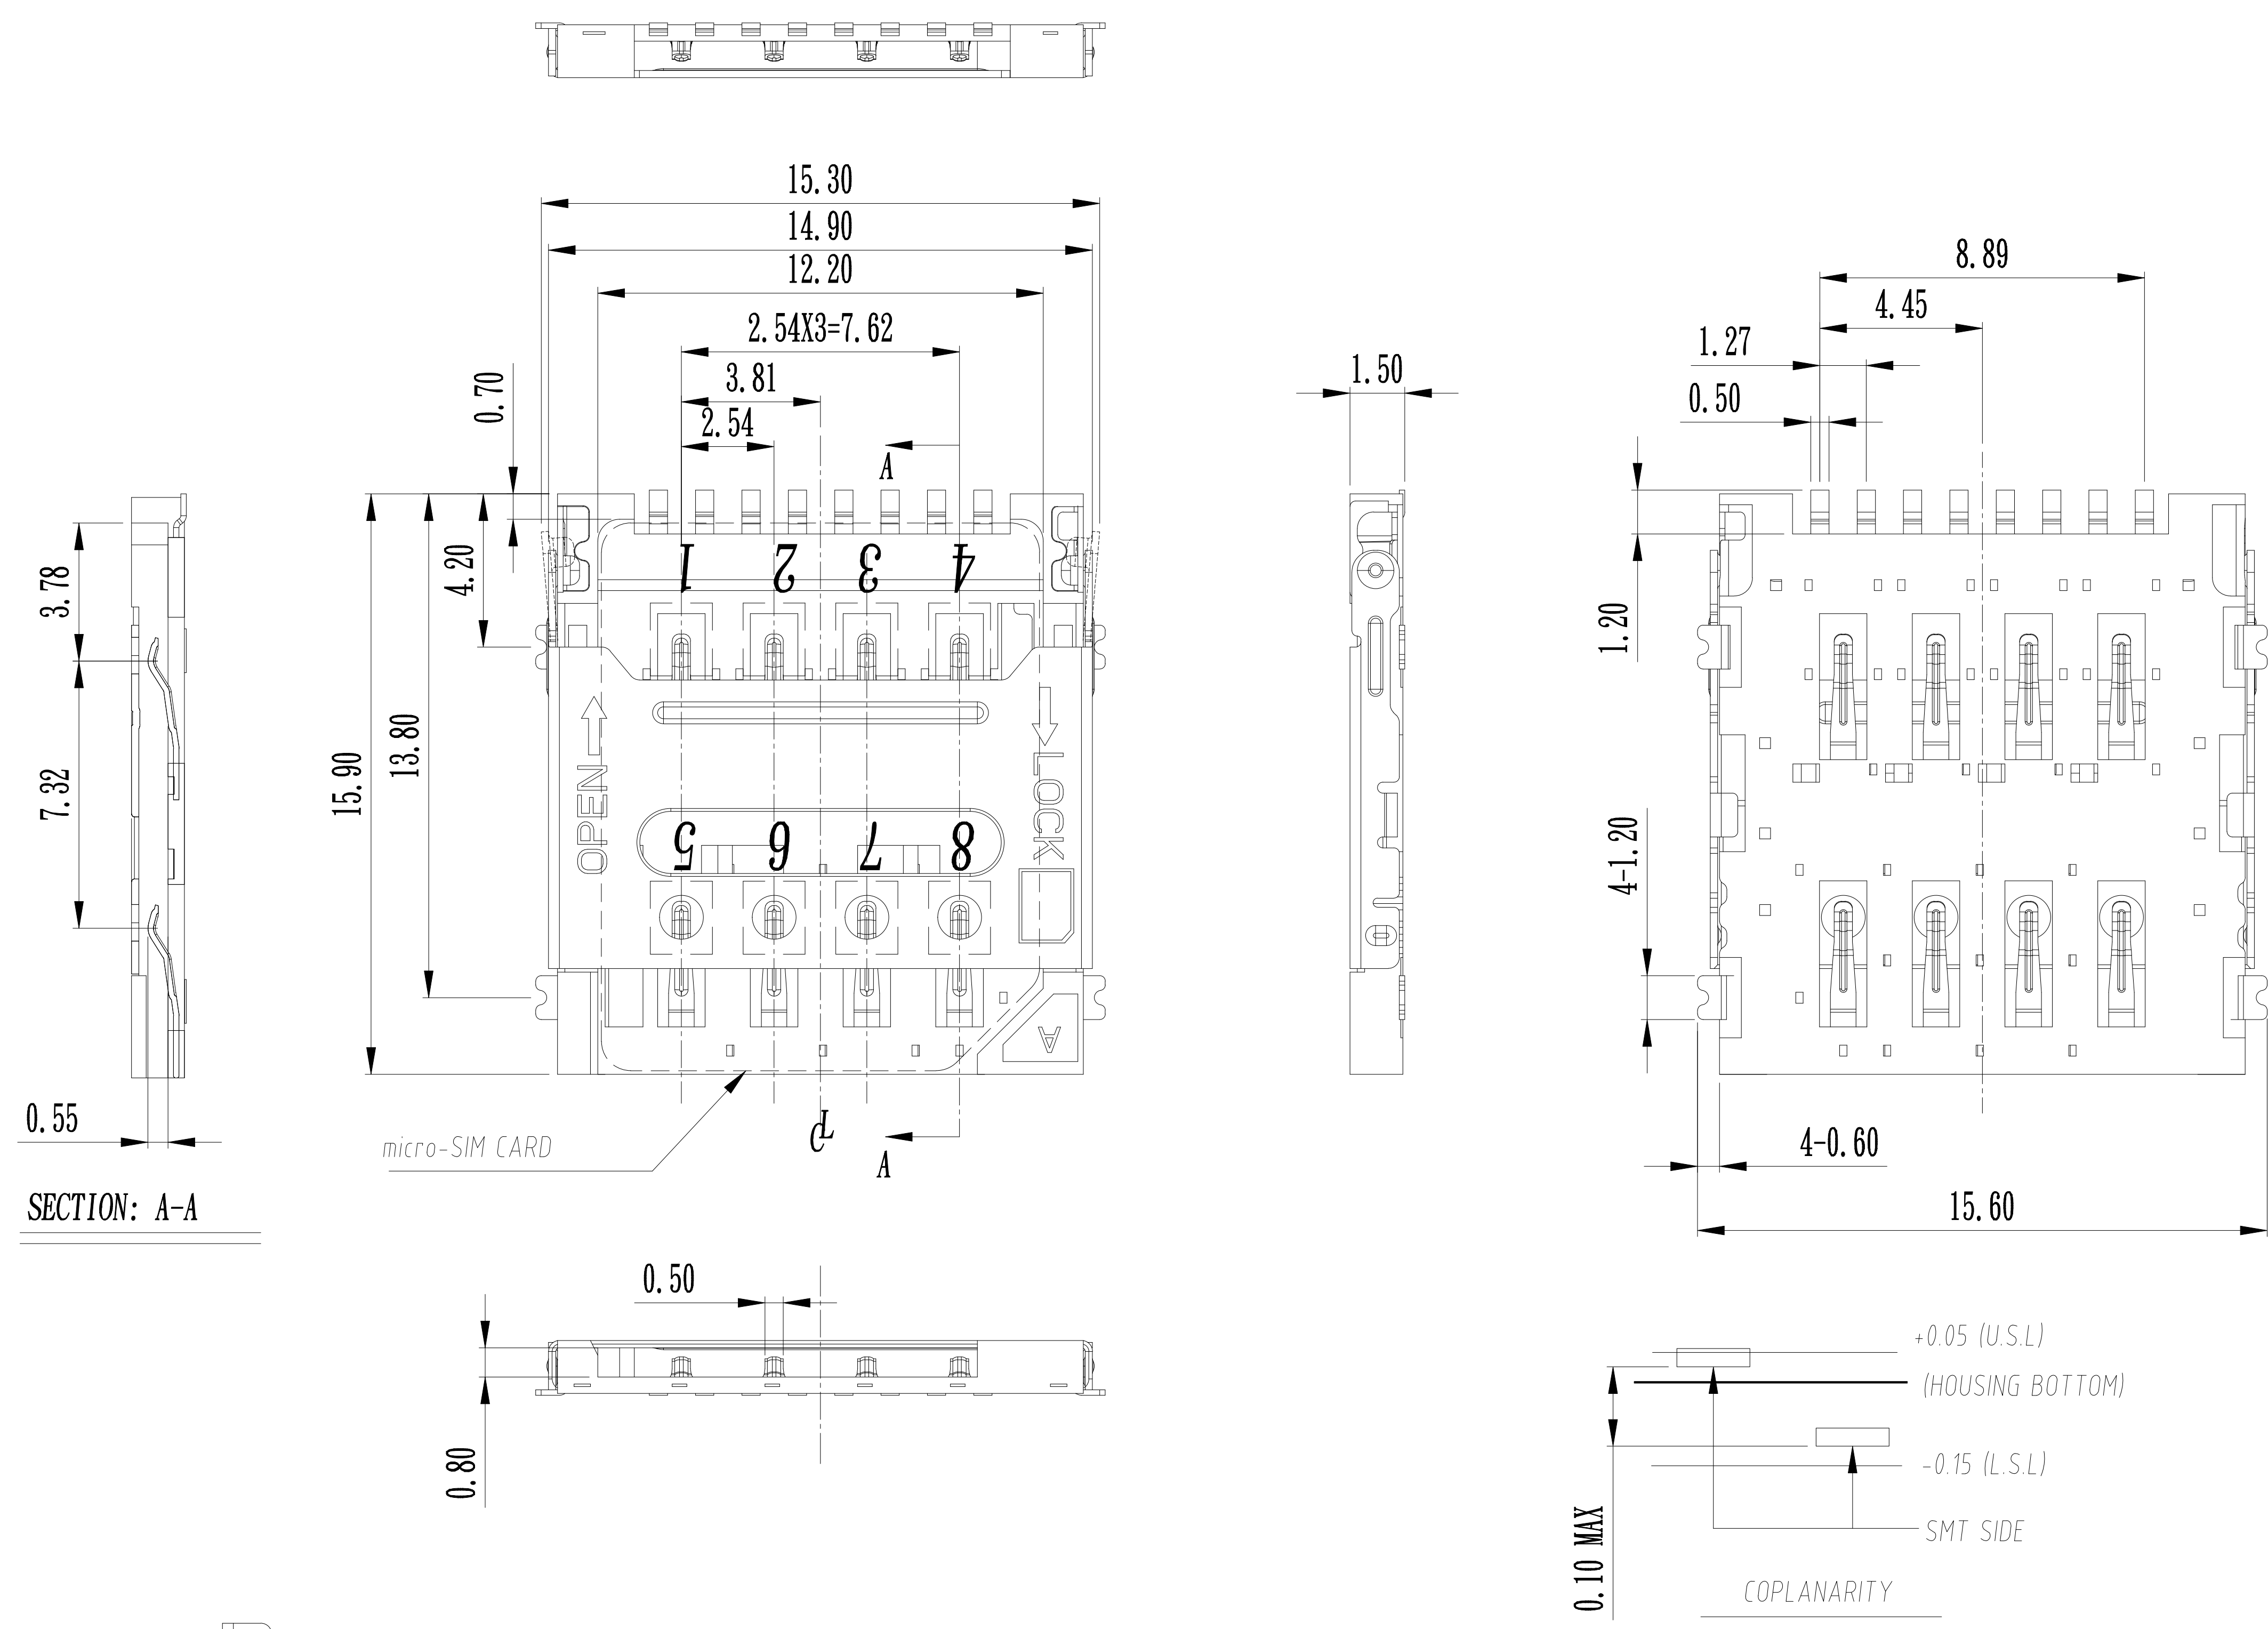 15.30
14.90
12.20
2.54X3=7.62
3.81
2.54
0.70
A
4.20
13.80
15.90
1 2 3 4
OPEN
LOCK
5 6 7 8
A
CL
A
micro-SIM CARD
3.78
7.32
0.55
SECTION: A-A
1.50
8.89
4.45
1.27
0.50
1.20
4-1.20
4-0.60
15.60
0.50
0.80
+0.05 (U.S.L)
(HOUSING BOTTOM)
-0.15 (L.S.L)
SMT SIDE
0.10 MAX
COPLANARITY